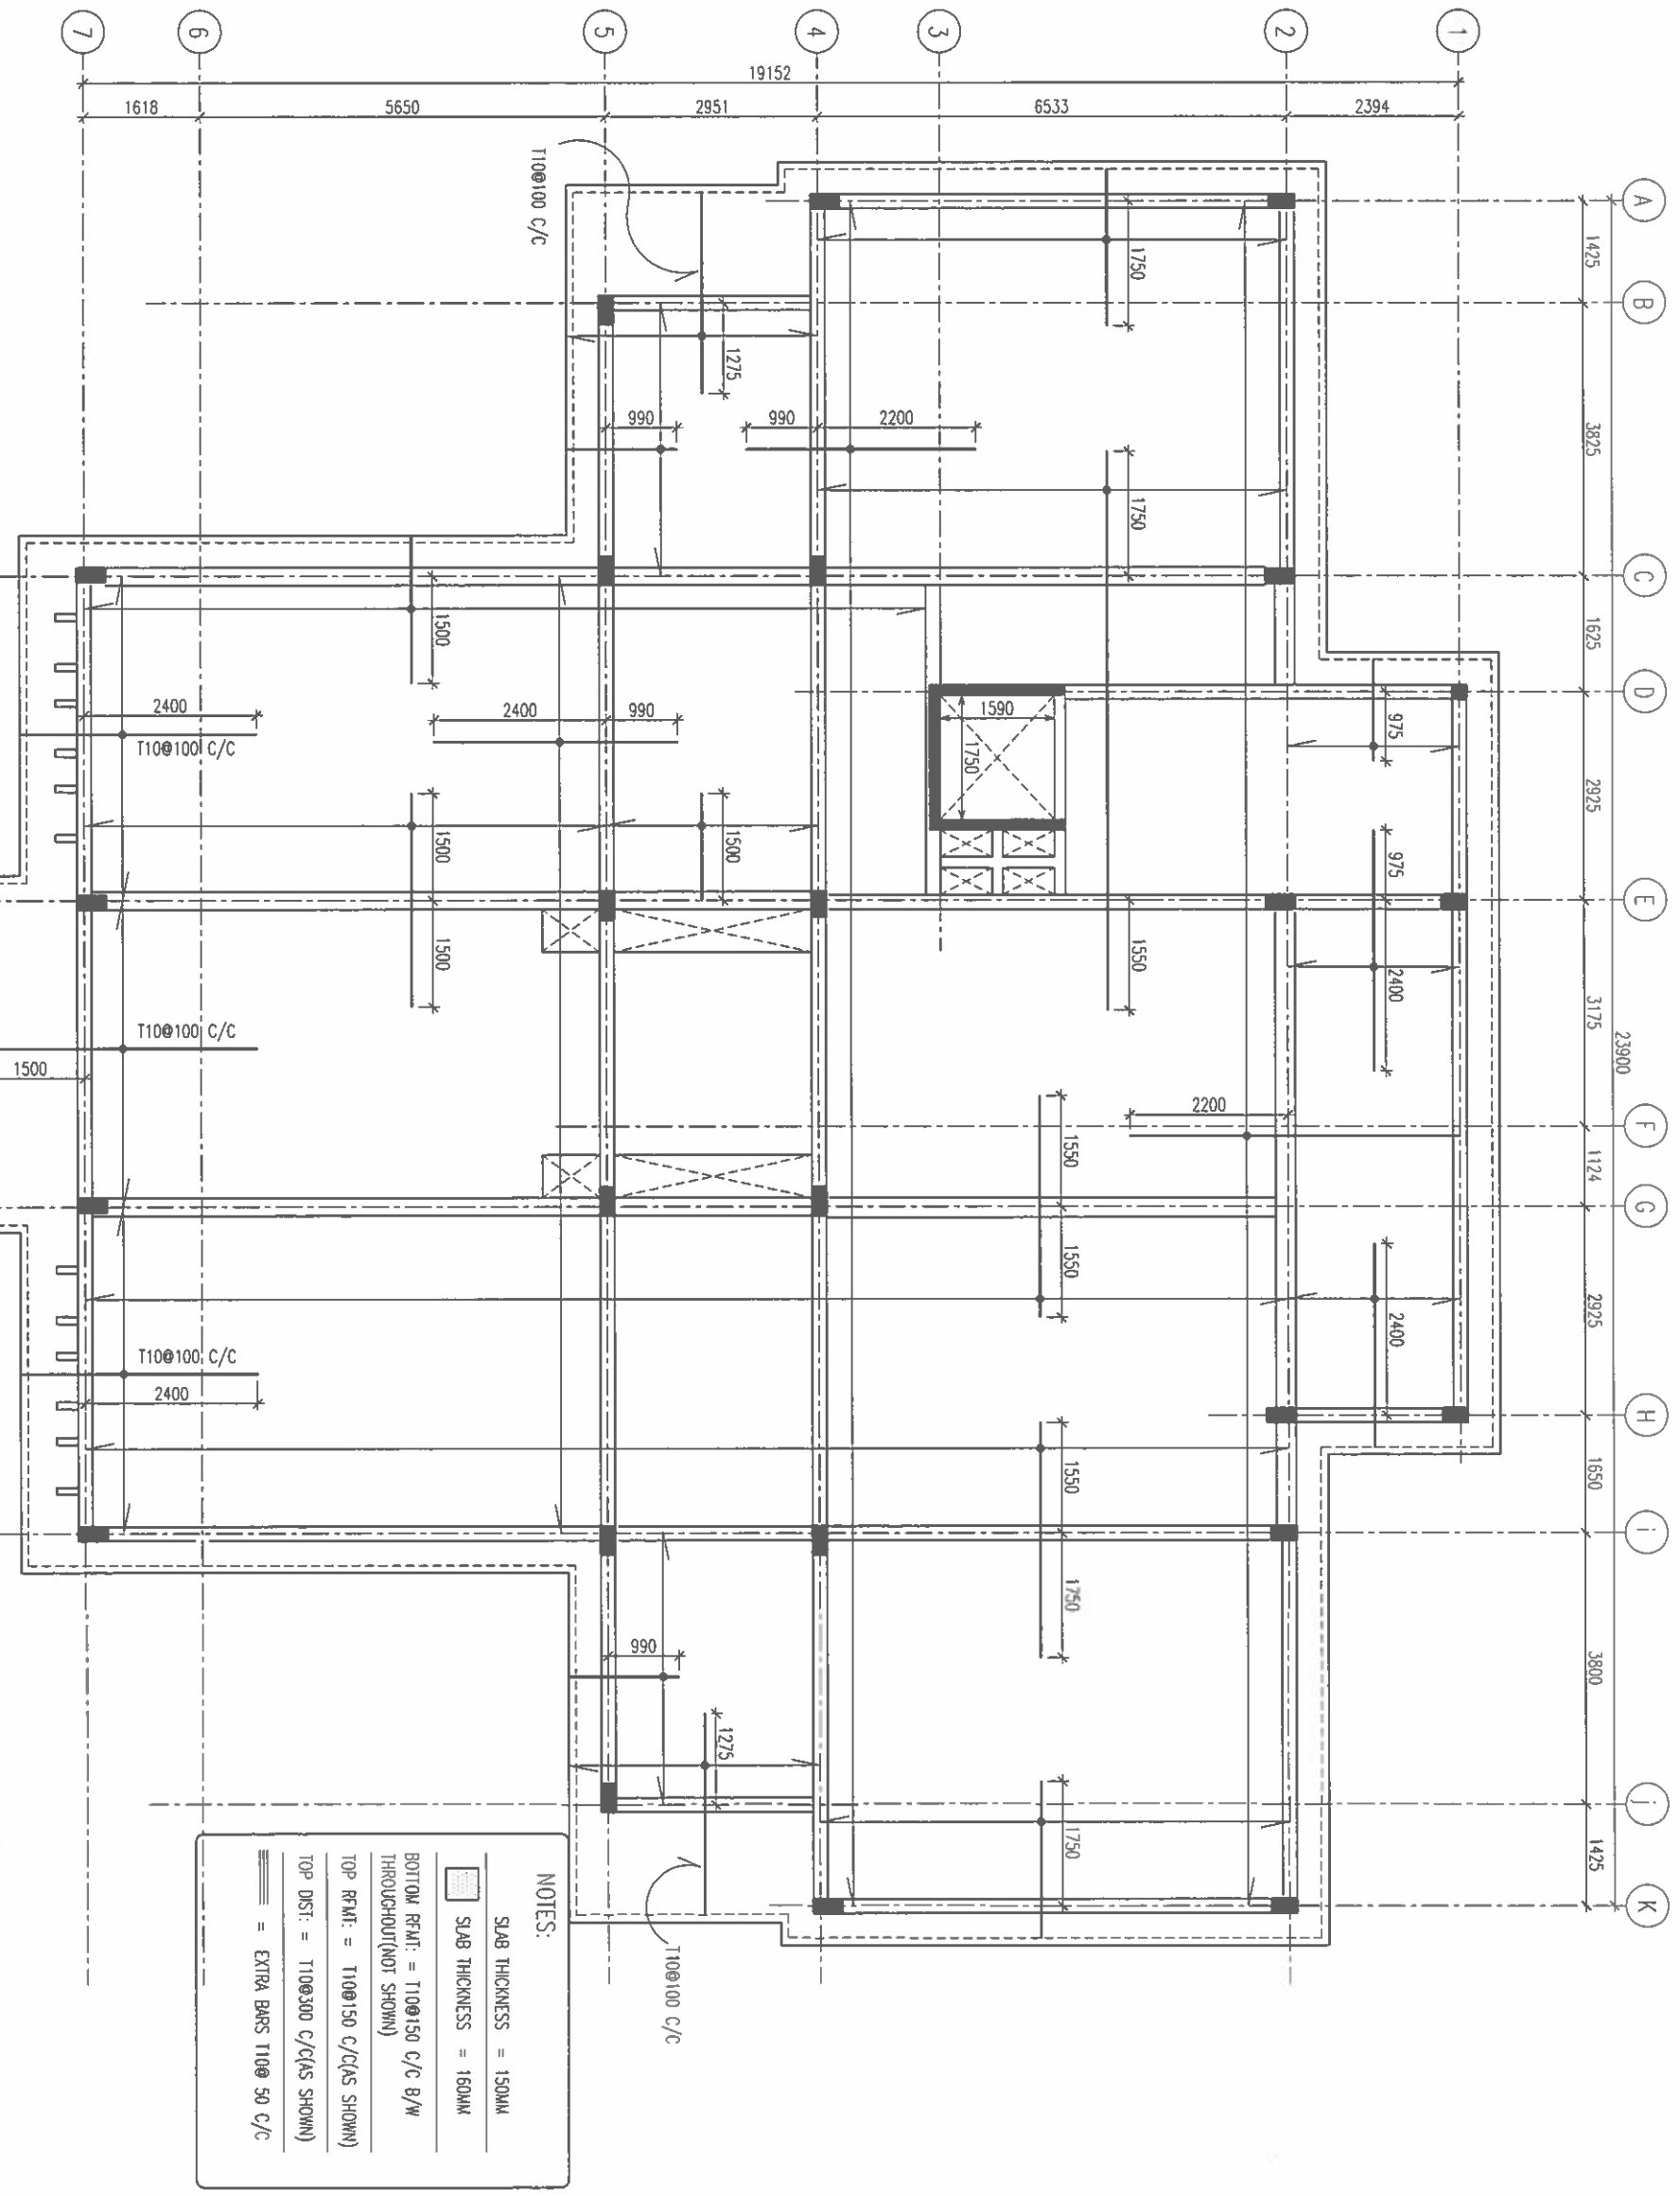 7
6
5
4
3
2
1
19152
1618
5650
2951
6533
2394
A
B
C
D
E
F
G
H
i
j
K
1425
3825
1625
2925
3175
1124
2925
1650
3800
1425
23900
T10@100 C/C
1750
1275
990
990
2200
1750
1500
2400
T10@100 C/C
2400
990
1590
1750
975
975
1500
1500
1500
1550
2400
T10@100 C/C
1500
2200
1550
1550
2400
T10@100 C/C
2400
1550
1750
990
1275
1750
T10@100 C/C
NOTES:
SLAB THICKNESS = 150MM
SLAB THICKNESS = 160MM
BOTTOM RFMT: = T10@150 C/C B/W
THROUGHOUT(NOT SHOWN)
TOP RFMT: = T10@150 C/C(AS SHOWN)
TOP DIST: = T10@300 C/C(AS SHOWN)
= EXTRA BARS T10@ 50 C/C